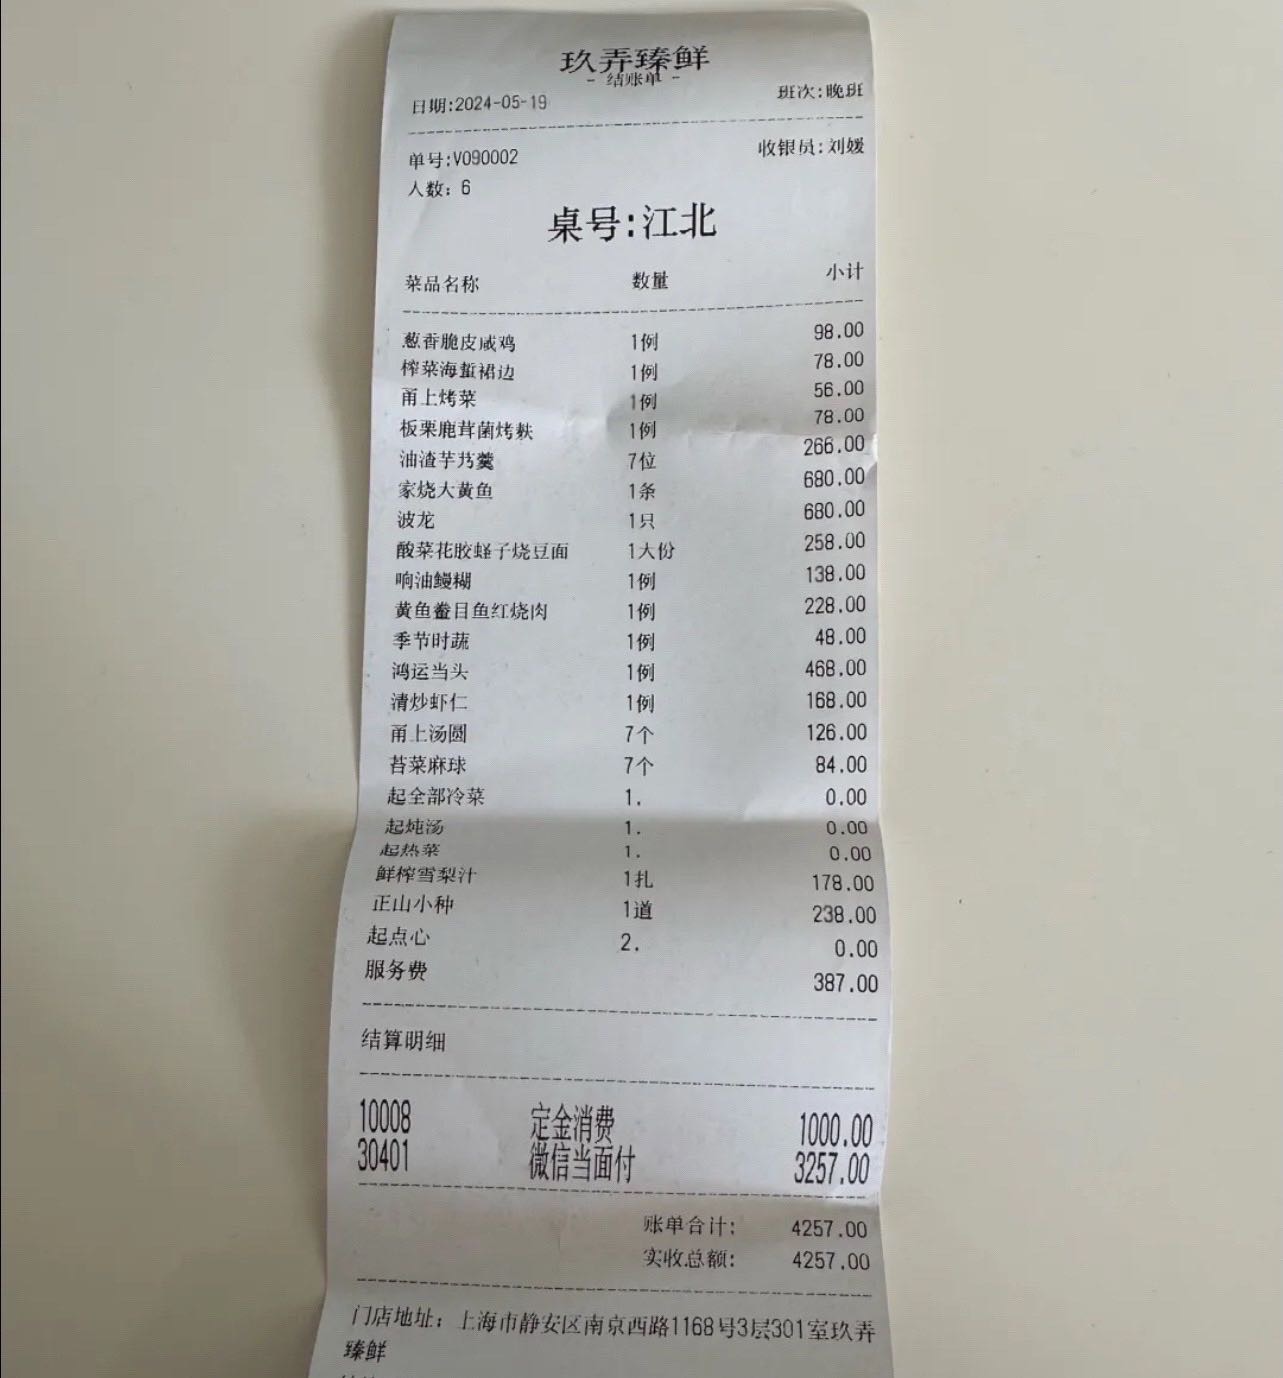 玖弄臻鲜
- 结账单 -
日期:2024-05-19 班次:晚班
单号:V090002 收银员:刘媛
人数: 6
桌号:江北
菜品名称 数量 小计
葱香脆皮咸鸡 1例 98.00
榨菜海蜇裙边 1例 78.00
甬上烤菜 1例 56.00
板栗鹿茸菌烤麸 1例 78.00
油渣芋艿羹 7位 266.00
家烧大黄鱼 1条 680.00
波龙 1只 680.00
酸菜花胶蛏子烧豆面 1大份 258.00
响油鳗糊 1例 138.00
黄鱼鲞目鱼红烧肉 1例 228.00
季节时蔬 1例 48.00
鸿运当头 1例 468.00
清炒虾仁 1例 168.00
甬上汤圆 7个 126.00
苔菜麻球 7个 84.00
起全部冷菜 1. 0.00
起炖汤 1. 0.00
起热菜 1. 0.00
鲜榨雪梨汁 1扎 178.00
正山小种 1道 238.00
起点心 2. 0.00
服务费 387.00
结算明细
10008 定金消费 1000.00
30401 微信当面付 3257.00
账单合计: 4257.00
实收总额: 4257.00
门店地址: 上海市静安区南京西路1168号3层301室玖弄
臻鲜